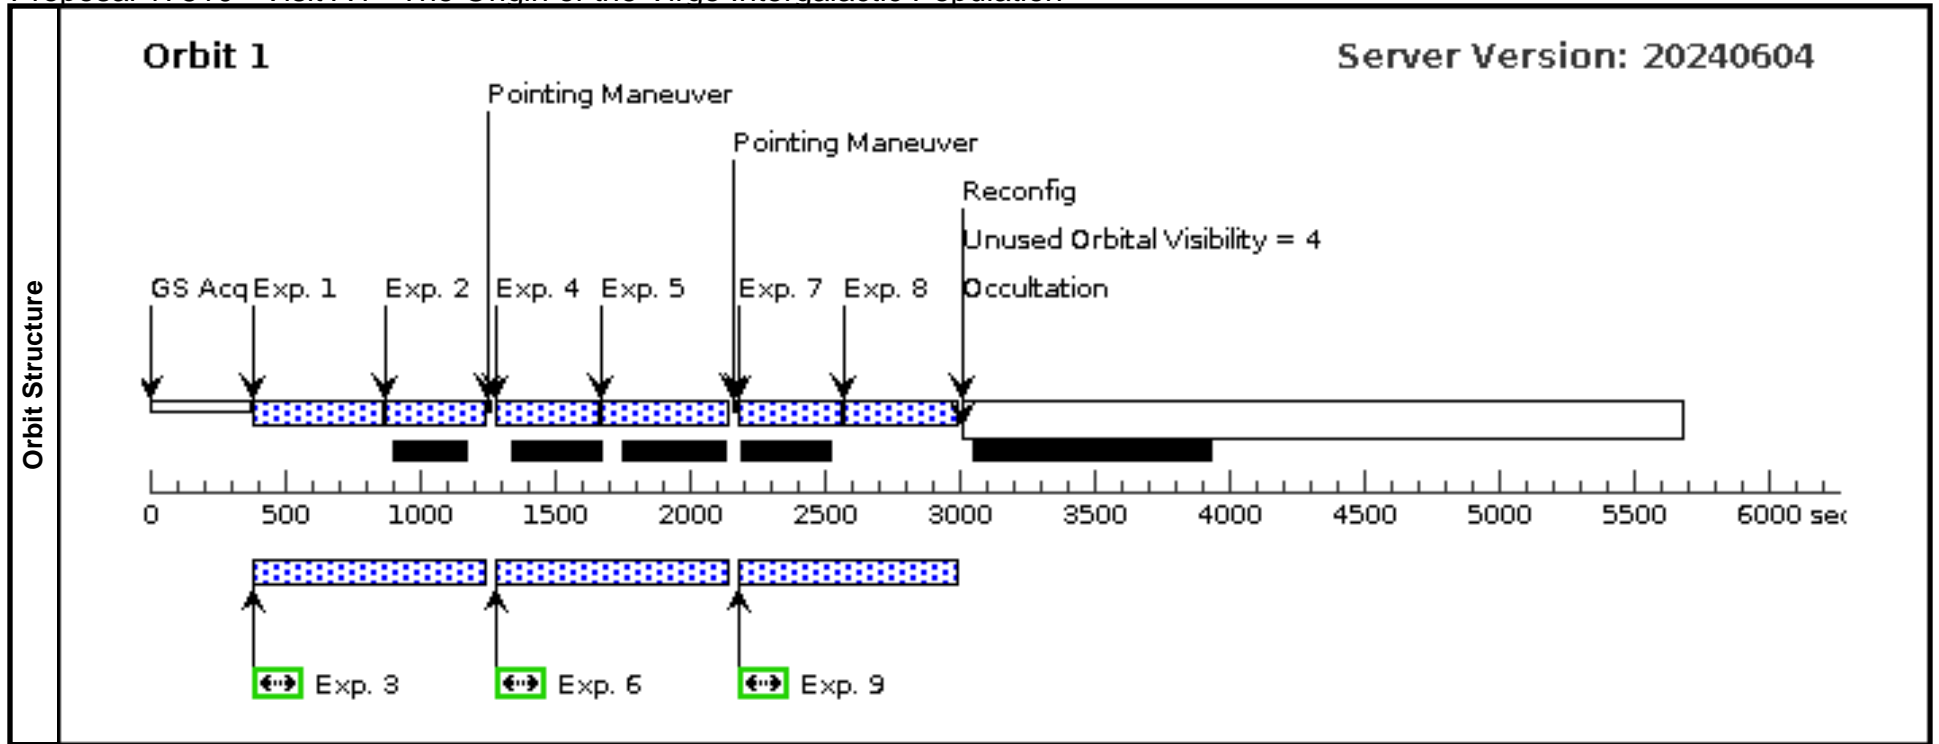 Orbit 1
Server Version: 20240604
Pointing Maneuver
Pointing Maneuver
Reconfig
Unused Orbital Visibility = 4
GS Acq Exp. 1 Exp. 2 Exp. 4 Exp. 5 Exp. 7 Exp. 8 Occultation
Orbit Structure
0 500 1000 1500 2000 2500 3000 3500 4000 4500 5000 5500 6000 sec
Exp. 3 Exp. 6 Exp. 9